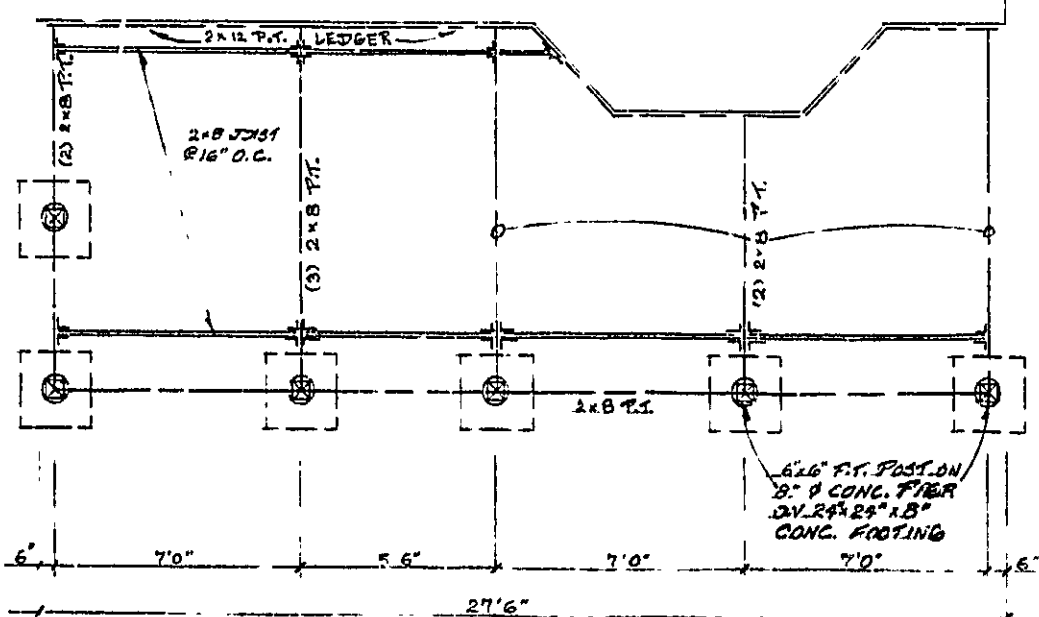 2x12 P.T. LEDGER
(2) 2x8 P.T.
2x8 JOIST
@16" O.C.
(3) 2x8 P.T.
(2) 2x8 P.T.
2x8 P.T.
6"x6" P.T. POST ON
8" Ø CONC. PIER
24"x24"x8"
CONC. FOOTING
6" 7'0" 5'6" 7'0" 7'0" 6"
27'6"